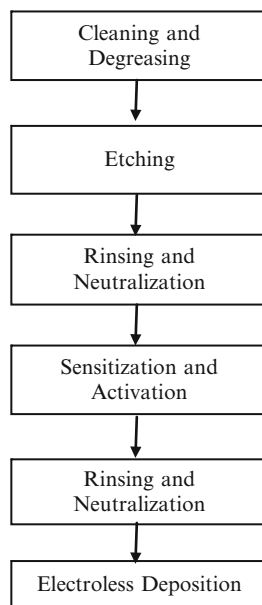 Cleaning and
Degreasing
Etching
Rinsing and
Neutralization
Sensitization and
Activation
Rinsing and
Neutralization
Electroless Deposition